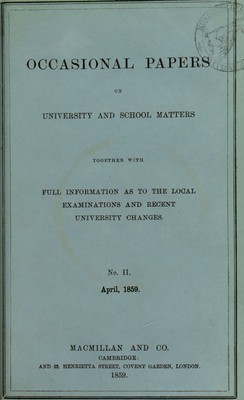 OCCASIONAL PAPERS
ON
UNIVERSITY AND SCHOOL MATTERS
TOGETHER WITH
FULL INFORMATION AS TO THE LOCAL
EXAMINATIONS AND RECENT
UNIVERSITY CHANGES.
No. II.
April, 1859.
MACMILLAN AND CO.
CAMBRIDGE:
AND 23, HENRIETTA STREET, COVENT GARDEN, LONDON.
1859.